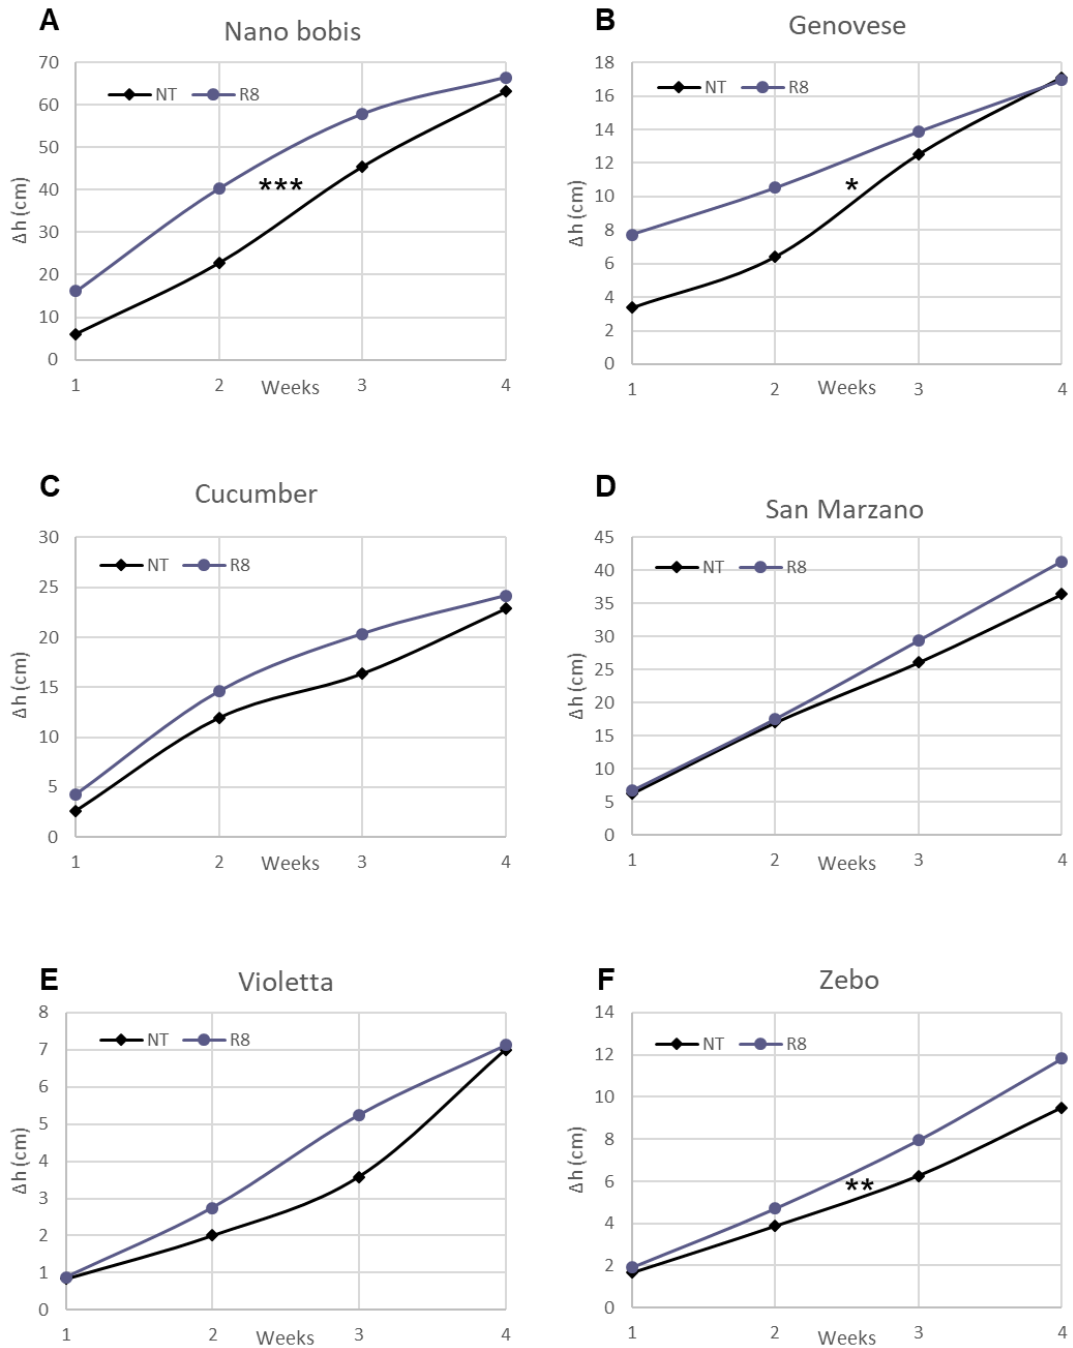 A
Nano bobis
70
60
50
40
30
20
10
0
NT
R8
***
Δh (cm)
1
2
3
4
Weeks
B
Genovese
18
16
14
12
10
8
6
4
2
0
NT
R8
*
Δh (cm)
1
2
3
4
Weeks
C
Cucumber
30
25
20
15
10
5
0
NT
R8
Δh (cm)
1
2
3
4
Weeks
D
San Marzano
45
40
35
30
25
20
15
10
5
0
NT
R8
Δh (cm)
1
2
3
4
Weeks
E
Violetta
8
7
6
5
4
3
2
1
0
NT
R8
Δh (cm)
1
2
3
4
Weeks
F
Zebo
14
12
10
8
6
4
2
0
NT
R8
**
Δh (cm)
1
2
3
4
Weeks